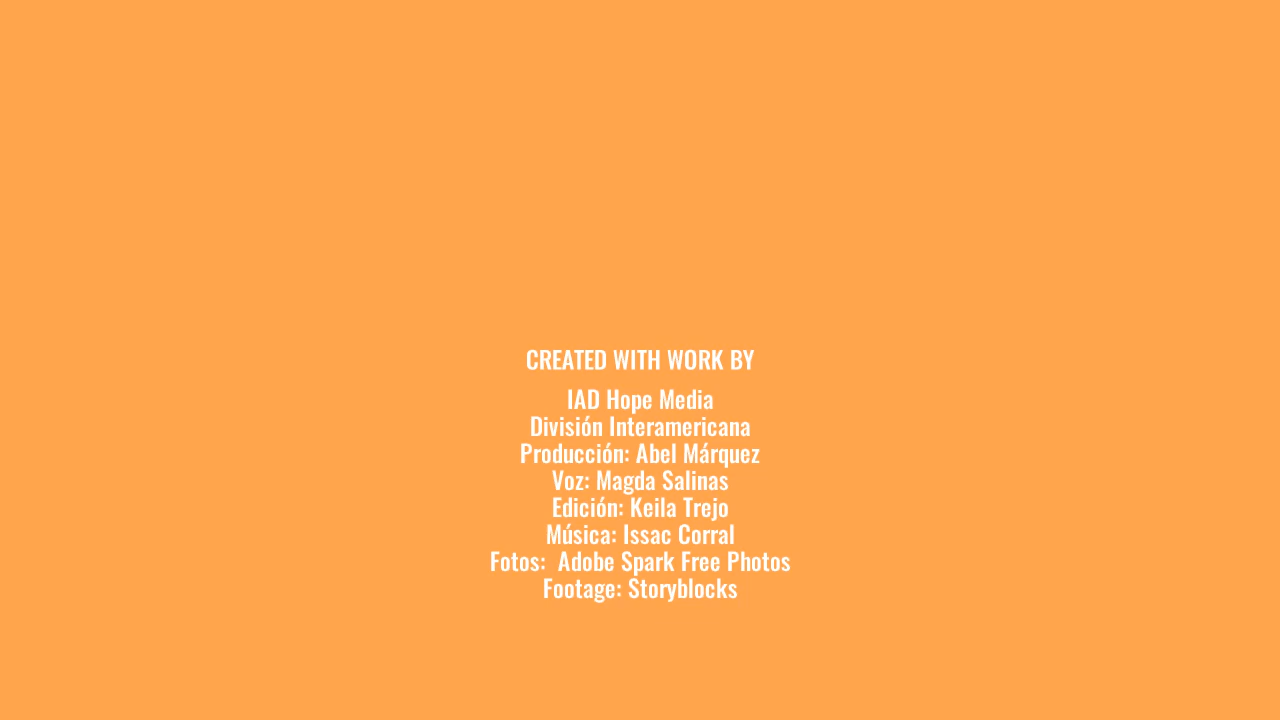 CREATED WITH WORK BY
IAD Hope Media
División Interamericana
Producción: Abel Márquez
Voz: Magda Salinas
Edición: Keila Trejo
Música: Issac Corral
Fotos:  Adobe Spark Free Photos
Footage: Storyblocks